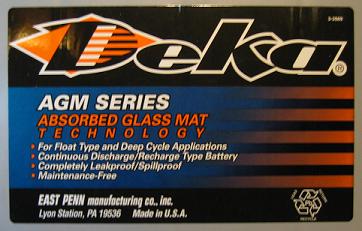 Deka®
AGM SERIES
ABSORBED GLASS MAT
TECHNOLOGY
For Float Type and Deep Cycle Applications
Continuous Discharge/Recharge Type Battery
Completely Leakproof/Spillproof
Maintenance-Free
EAST PENN manufacturing co., inc.
Lyon Station, PA 19536 Made in U.S.A.
RECYCLE